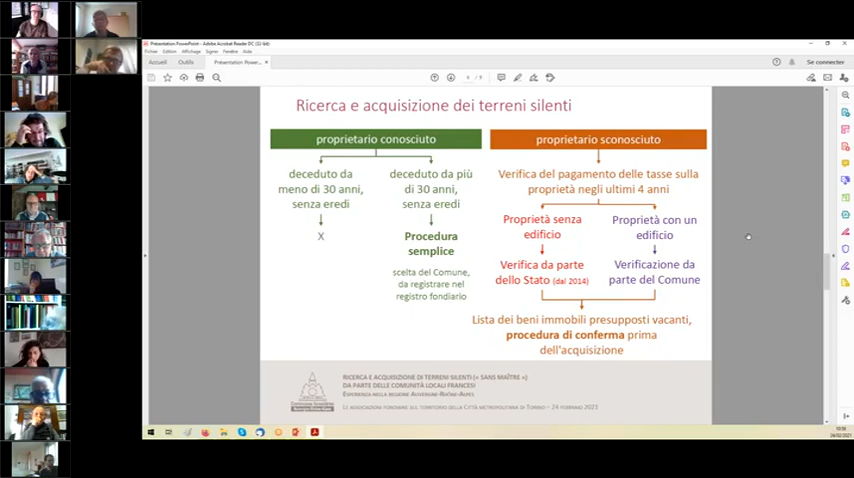 Présentation PowerPoint - Adobe Acrobat Reader DC (32-bit)
Fichier Edition Affichage Signer Fenêtre Aide
Accueil Outils Présentation Power... ×
Se connecter
Ricerca e acquisizione dei terreni silenti
proprietario conosciuto
proprietario sconosciuto
deceduto da
meno di 30 anni,
senza eredi
X
deceduto da più
di 30 anni,
senza eredi
Procedura
semplice
scelta del Comune,
da registrare nel
registro fondiario
Verifica del pagamento delle tasse sulla
proprietà negli ultimi 4 anni
Proprietà senza
edificio
Verifica da parte
dello Stato (dal 2014)
Proprietà con un
edificio
Verificazione da
parte del Comune
Lista dei beni immobili presupposti vacanti,
procedura di conferma prima
dell'acquisizione
RICERCA E ACQUISIZIONE DI TERRENI SILENTI (« SANS MAÎTRE »)
DA PARTE DELLE COMUNITÀ LOCALI FRANCESI
ESPERIENZA NELLA REGIONE AUVERGNE-RHÔNE-ALPES
LE ASSOCIAZIONI FONDIARIE SUL TERRITORIO DELLA CITTÀ METROPOLITANA DI TORINO – 24 FEBBRAIO 2021
24/02/2021